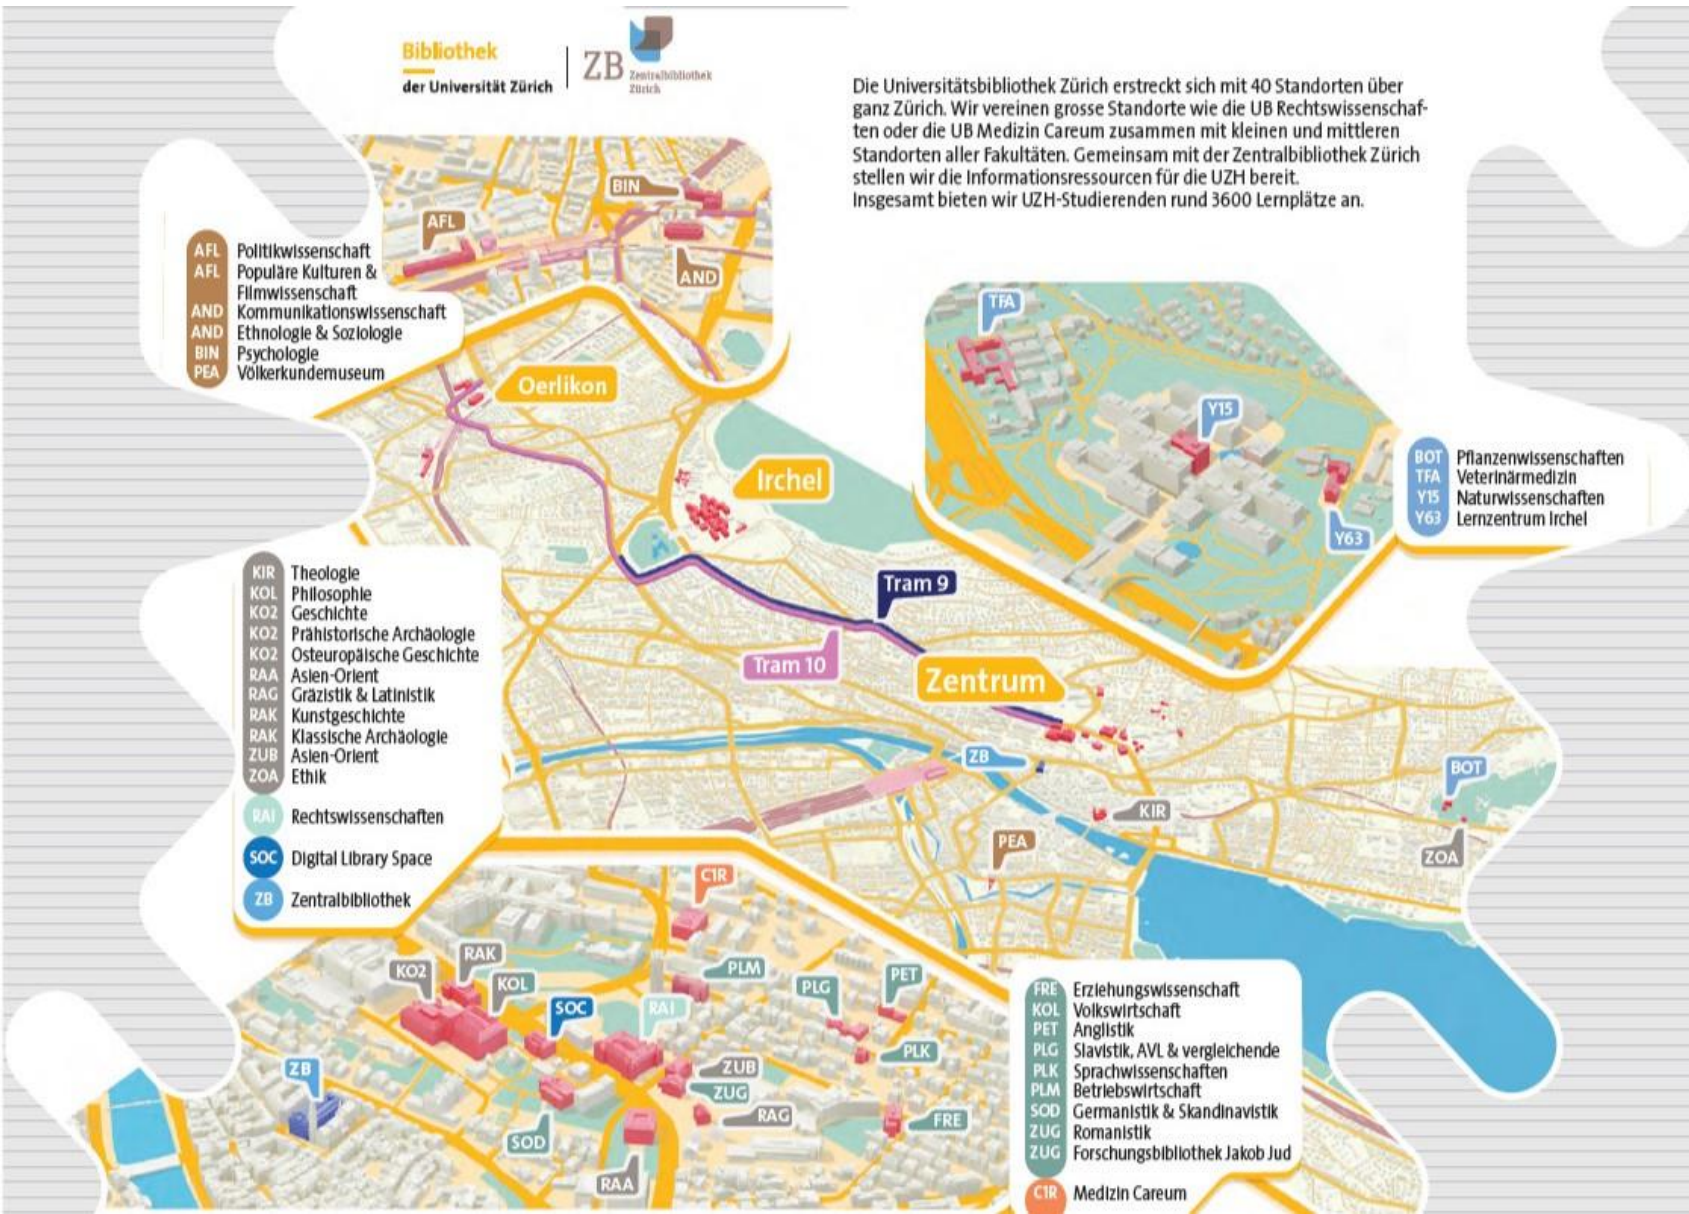 Bibliothek
der Universität Zürich
ZB Zentralbibliothek
Zürich
Die Universitätsbibliothek Zürich erstreckt sich mit 40 Standorten über
ganz Zürich. Wir vereinen grosse Standorte wie die UB Rechtswissenschaf-
ten oder die UB Medizin Careum zusammen mit kleinen und mittleren
Standorten aller Fakultäten. Gemeinsam mit der Zentralbibliothek Zürich
stellen wir die Informationsressourcen für die UZH bereit.
Insgesamt bieten wir UZH-Studierenden rund 3600 Lernplätze an.
BIN
AFL
AND
AFL Politikwissenschaft
AFL Populäre Kulturen &
Filmwissenschaft
AND Kommunikationswissenschaft
AND Ethnologie & Soziologie
BIN Psychologie
PEA Völkerkundemuseum
Oerlikon
Irchel
TFA
Y15
Y63
BOT Pflanzenwissenschaften
TFA Veterinärmedizin
Y15 Naturwissenschaften
Y63 Lernzentrum Irchel
KIR Theologie
KOL Philosophie
KO2 Geschichte
KO2 Prähistorische Archäologie
KO2 Osteuropäische Geschichte
RAA Asien-Orient
RAG Gräzistik & Latinistik
RAK Kunstgeschichte
RAK Klassische Archäologie
ZUB Asien-Orient
ZOA Ethik
RAI Rechtswissenschaften
SOC Digital Library Space
ZB Zentralbibliothek
Tram 9
Tram 10
Zentrum
ZB
BOT
KIR
PEA
ZOA
C1R
RAK
KO2
KOL
PLM
PLG
PET
SOC
RAI
PLK
ZB
ZUB
ZUG
RAG
FRE
SOD
RAA
FRE Erziehungswissenschaft
KOL Volkswirtschaft
PET Anglistik
PLG Slavistik, AVL & vergleichende
PLK Sprachwissenschaften
PLM Betriebswirtschaft
SOD Germanistik & Skandinavistik
ZUG Romanistik
ZUG Forschungsbibliothek Jakob Jud
C1R Medizin Careum